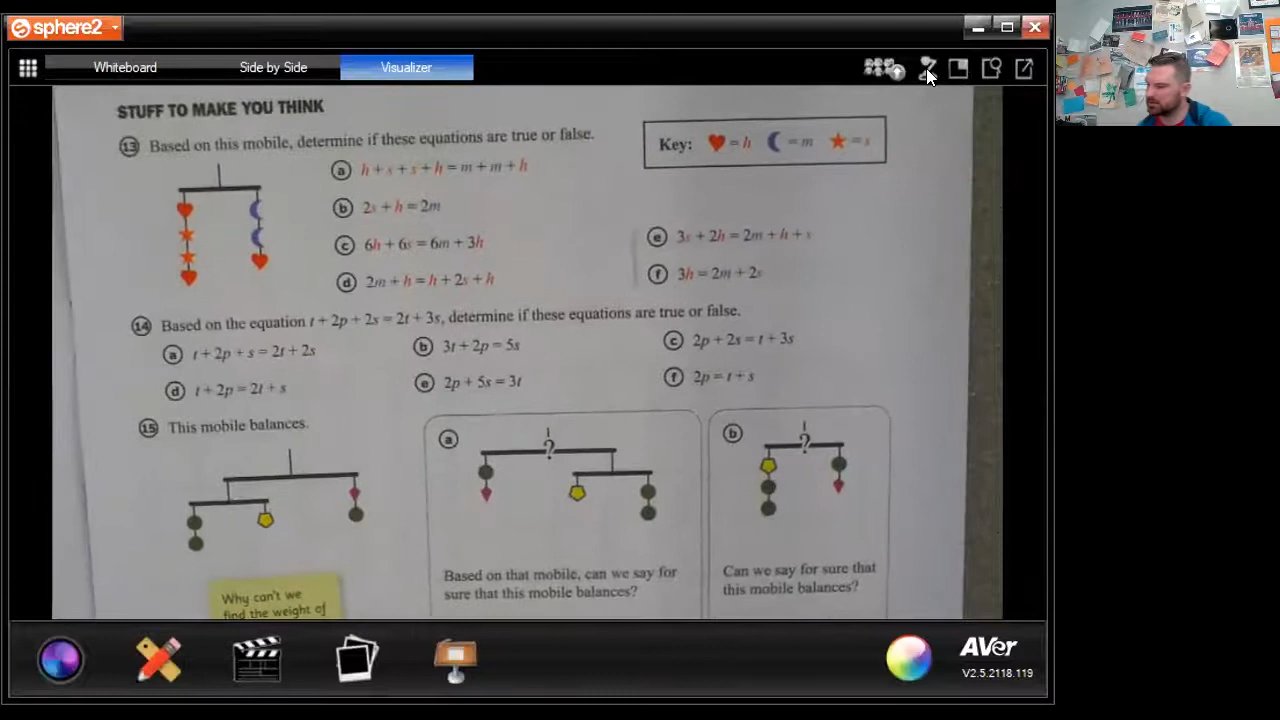 sphere2
Whiteboard
Side by Side
Visualizer
STUFF TO MAKE YOU THINK
13 Based on this mobile, determine if these equations are true or false.
Key: = h = m = s
a h + s + s + h = m + m + h
b 2s + h = 2m
c 6h + 6s = 6m + 3h
d 2m + h = h + 2s + h
e 3s + 2h = 2m + h + s
f 3h = 2m + 2s
14 Based on the equation t + 2p + 2s = 2t + 3s, determine if these equations are true or false.
a t + 2p + s = 2t + 2s
b 3t + 2p = 5s
c 2p + 2s = t + 3s
d t + 2p = 2t + s
e 2p + 5s = 3t
f 2p = t + s
15 This mobile balances.
a
?
Based on that mobile, can we say for
sure that this mobile balances?
b
?
Can we say for sure that
this mobile balances?
Why can't we
find the weight of
AVer
V2.5.2118.119